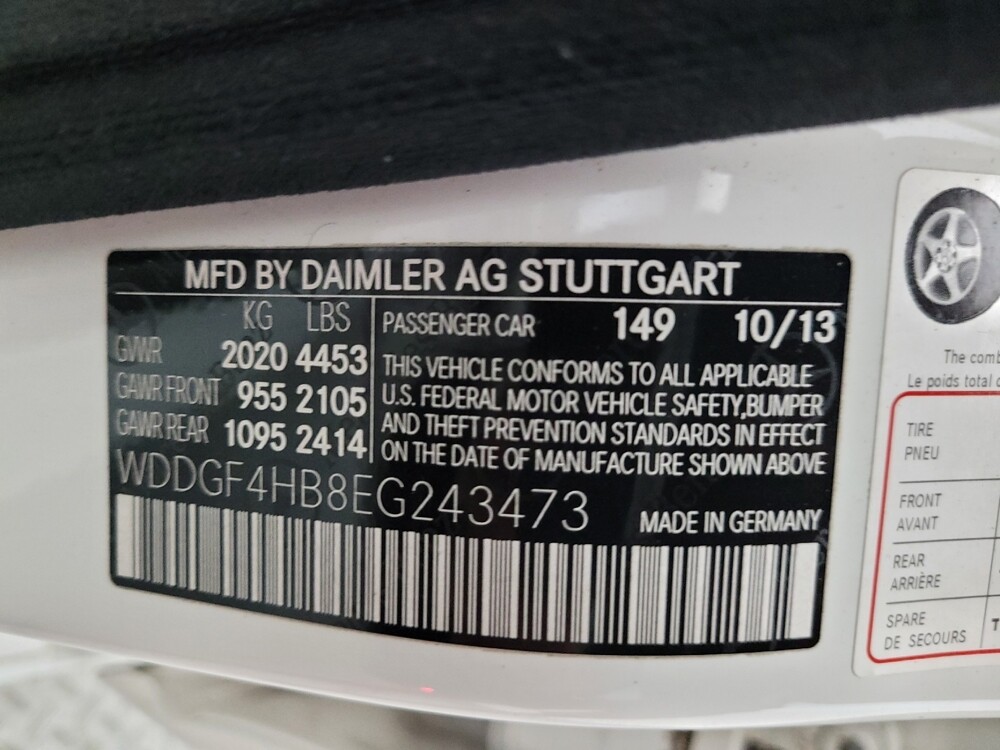 MFD BY DAIMLER AG STUTTGART
KG LBS
GVWR 2020 4453
GAWR FRONT 955 2105
GAWR REAR 1095 2414
PASSENGER CAR 149 10/13
THIS VEHICLE CONFORMS TO ALL APPLICABLE
U.S. FEDERAL MOTOR VEHICLE SAFETY,BUMPER
AND THEFT PREVENTION STANDARDS IN EFFECT
ON THE DATE OF MANUFACTURE SHOWN ABOVE
WDDGF4HB8EG243473
MADE IN GERMANY
The comb
Le poids total
TIRE
PNEU
FRONT
AVANT
REAR
ARRIÈRE
SPARE
DE SECOURS
T